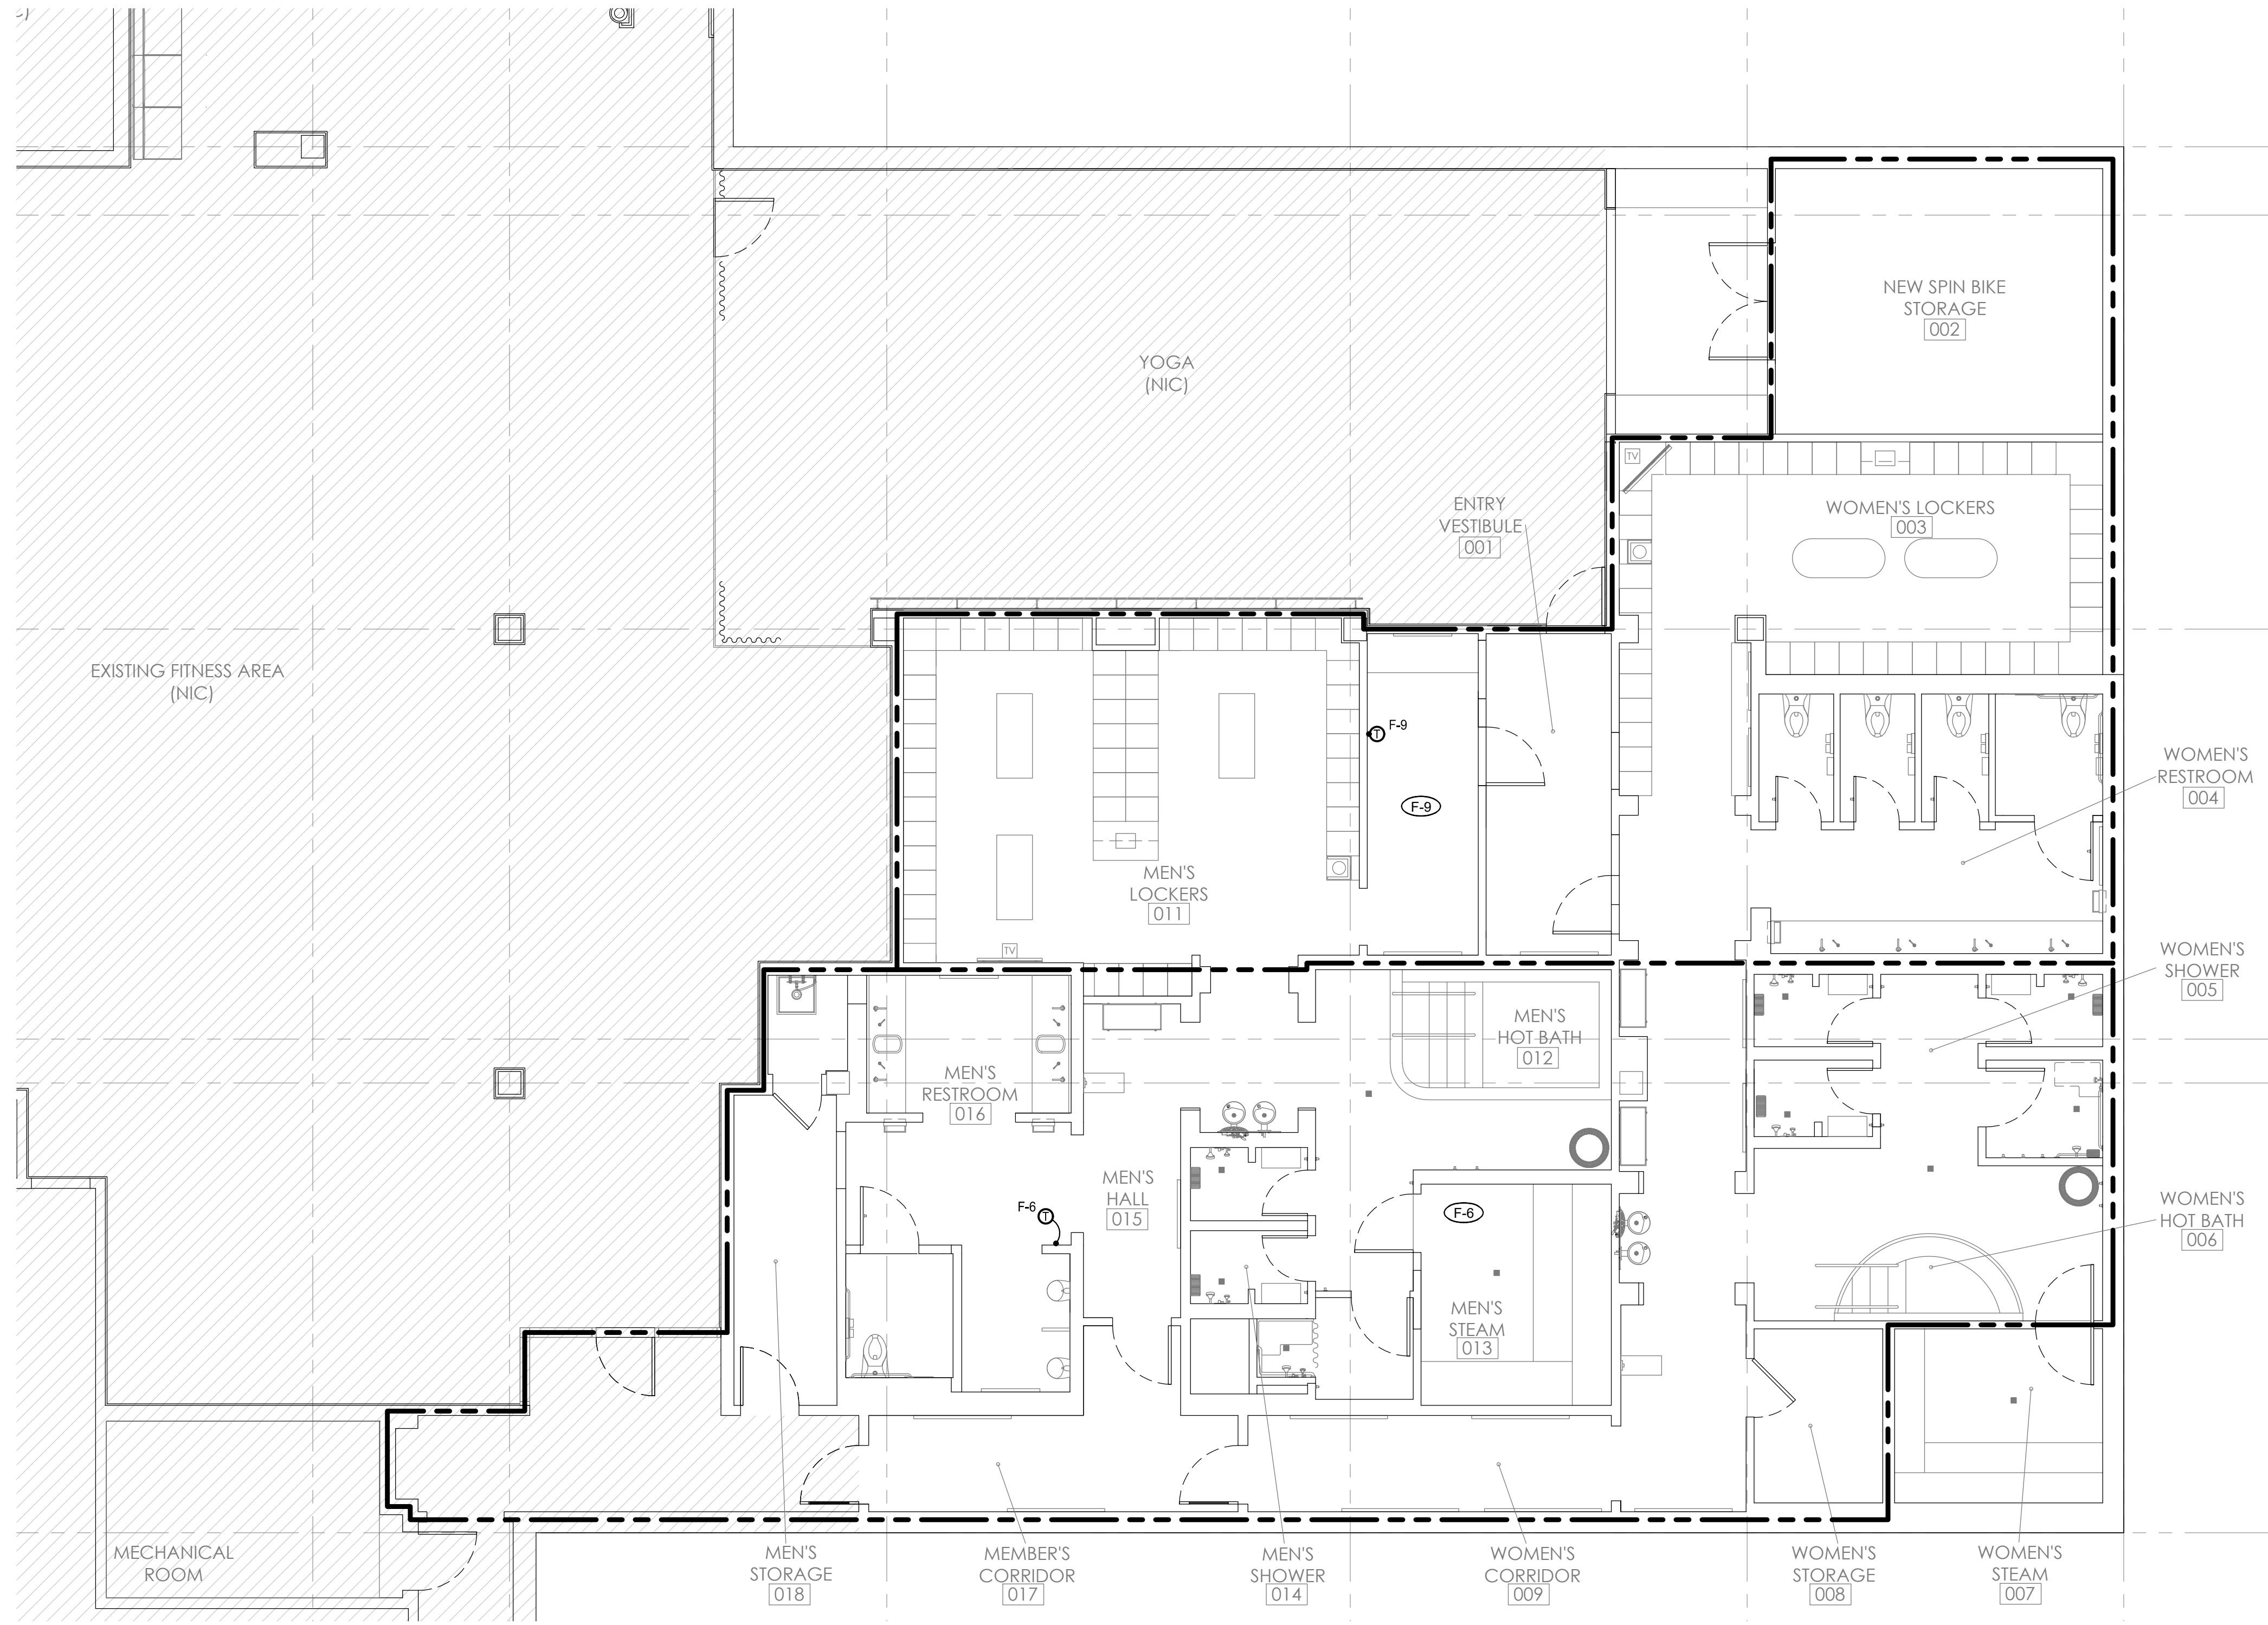 NEW SPIN BIKE
STORAGE
002
YOGA
(NIC)
TV
WOMEN'S LOCKERS
003
ENTRY
VESTIBULE
001
EXISTING FITNESS AREA
(NIC)
T
F-9
F-9
WOMEN'S
RESTROOM
004
MEN'S
LOCKERS
011
TV
WOMEN'S
SHOWER
005
MEN'S
HOT BATH
012
MEN'S
RESTROOM
016
MEN'S
HALL
015
F-6
T
F-6
WOMEN'S
HOT BATH
006
MEN'S
STEAM
013
MECHANICAL
ROOM
MEN'S
STORAGE
018
MEMBER'S
CORRIDOR
017
MEN'S
SHOWER
014
WOMEN'S
CORRIDOR
009
WOMEN'S
STORAGE
008
WOMEN'S
STEAM
007